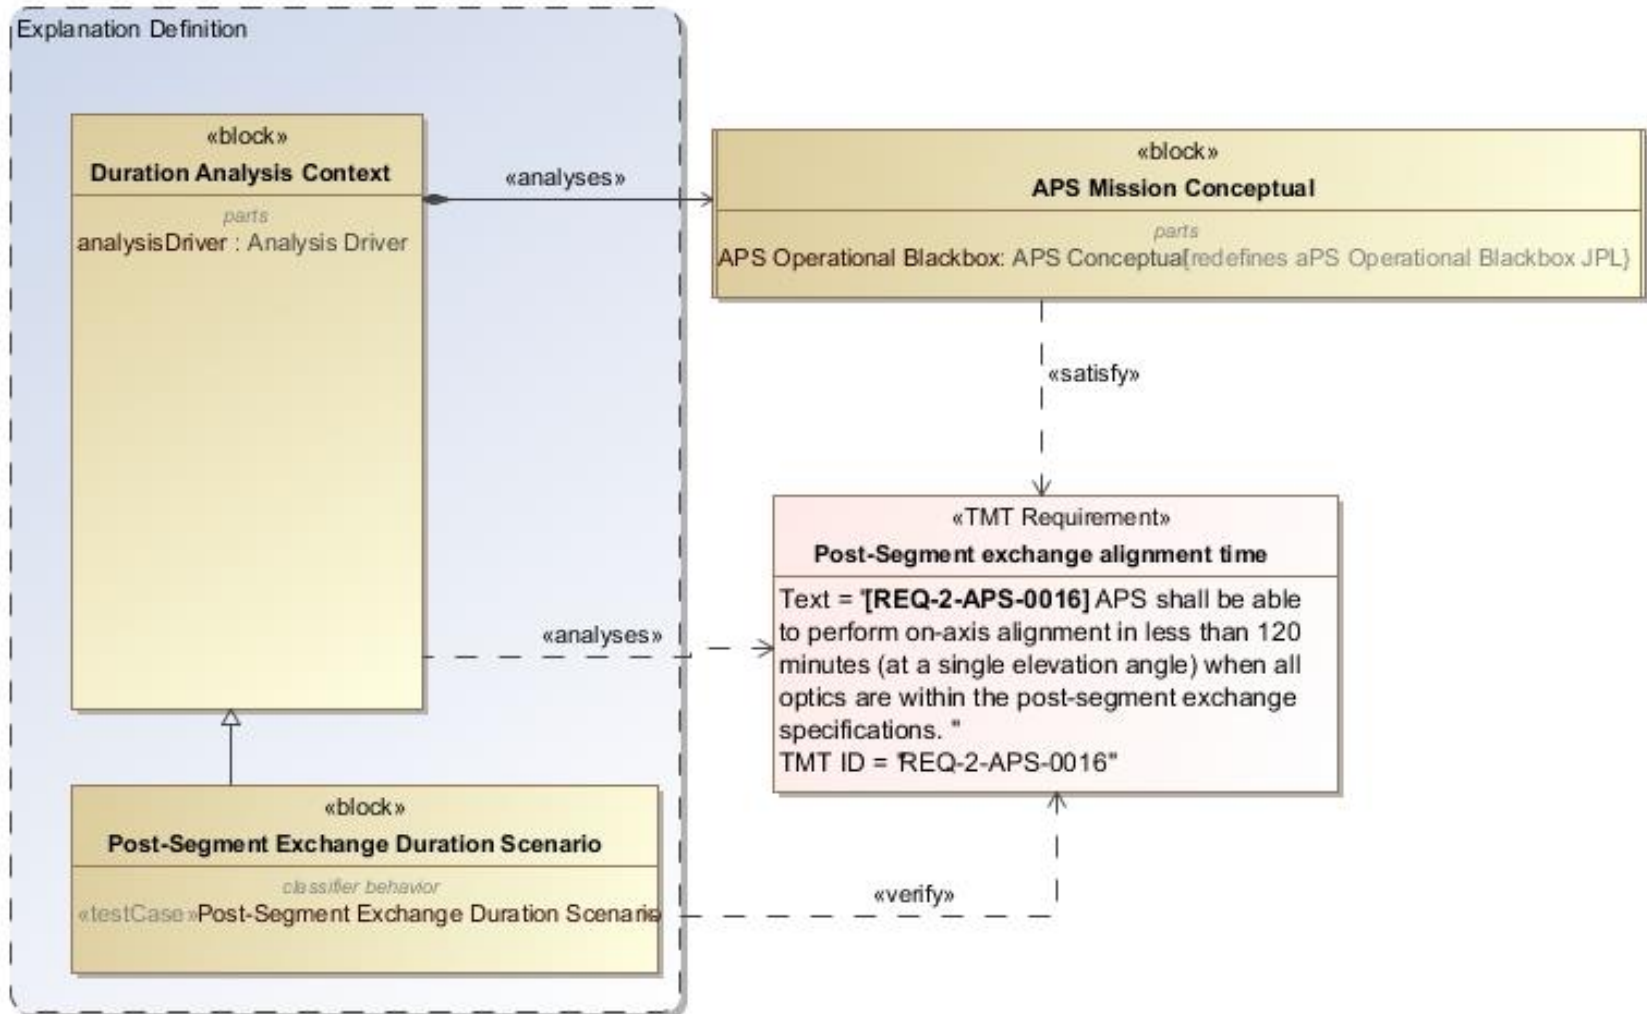 Explanation Definition
«block»
Duration Analysis Context
parts
analysisDriver : Analysis Driver
«analyses»
«block»
APS Mission Conceptual
parts
APS Operational Blackbox: APS Conceptual{redefines aPS Operational Blackbox JPL}
«satisfy»
«TMT Requirement»
Post-Segment exchange alignment time
Text = "[REQ-2-APS-0016] APS shall be able
to perform on-axis alignment in less than 120
minutes (at a single elevation angle) when all
optics are within the post-segment exchange
specifications. "
TMT ID = "REQ-2-APS-0016"
«analyses»
«block»
Post-Segment Exchange Duration Scenario
classifier behavior
«testCase»Post-Segment Exchange Duration Scenario
«verify»